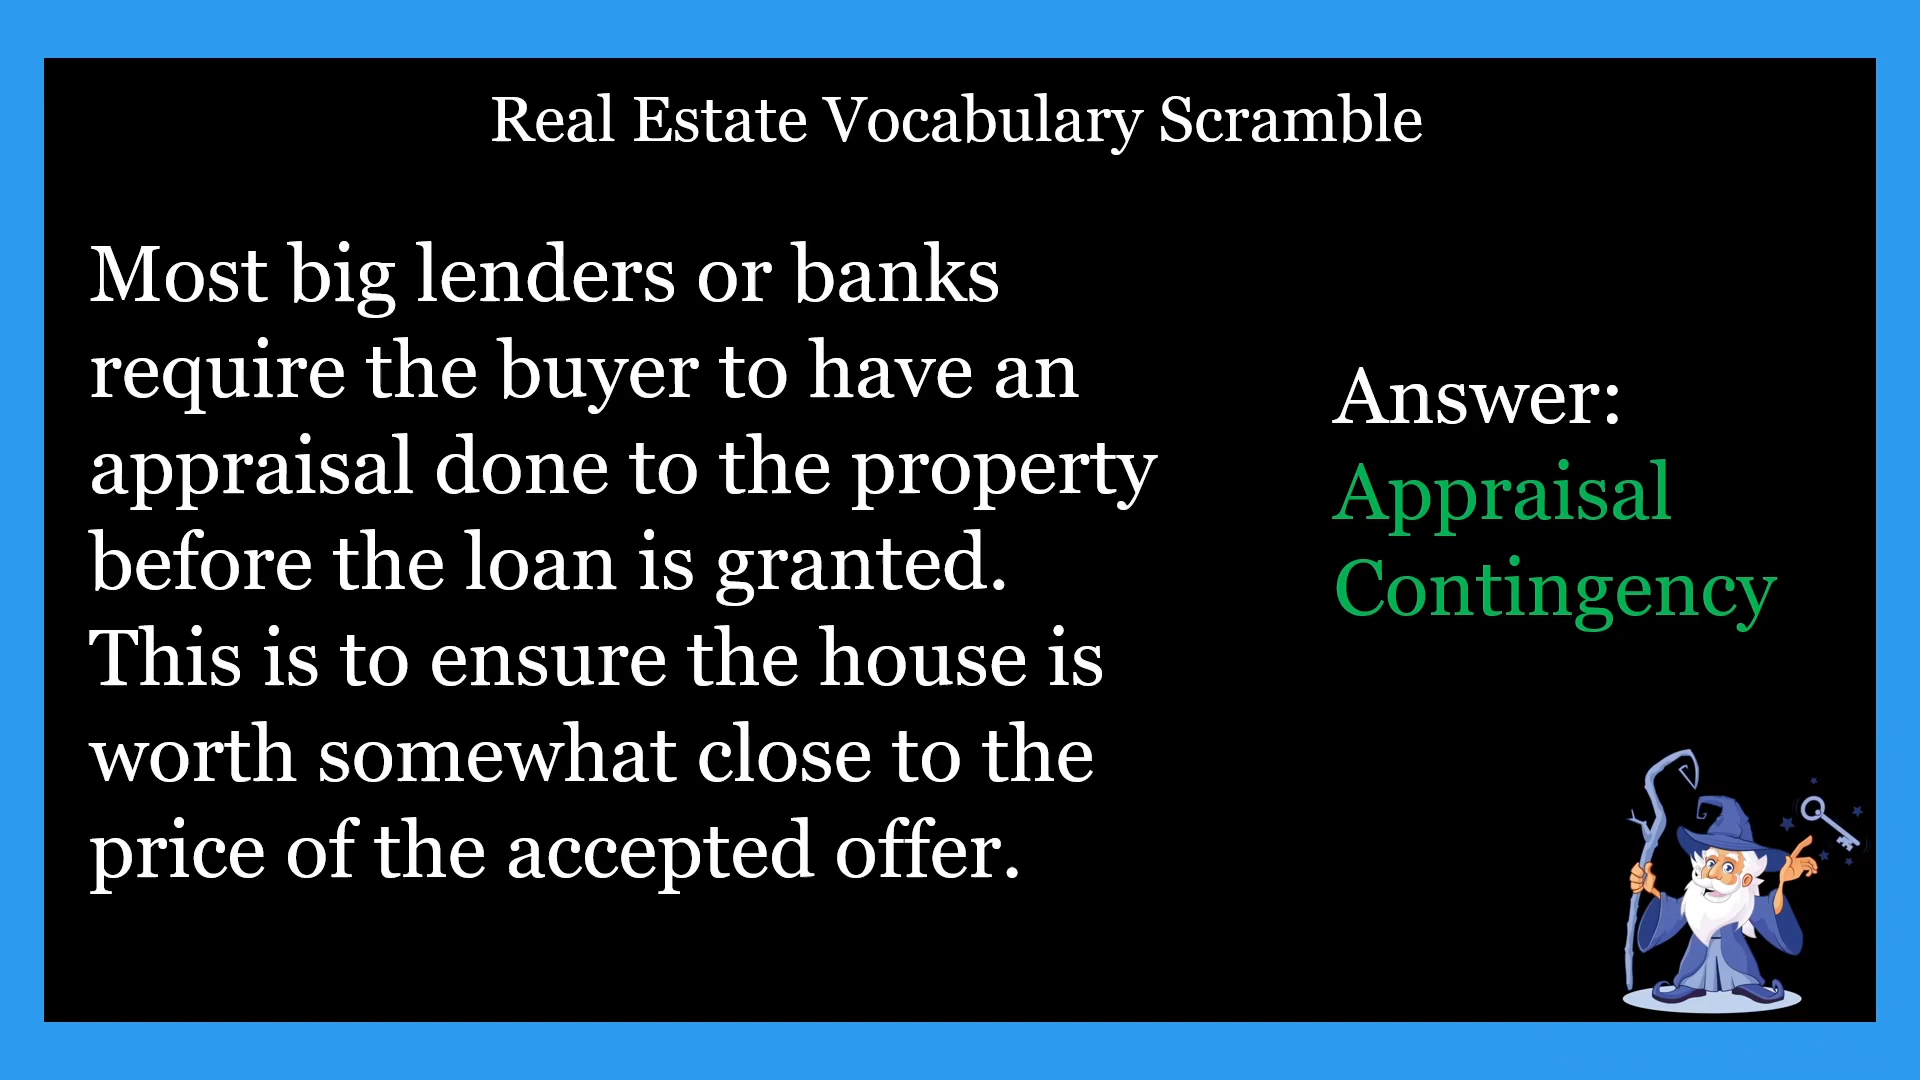 Real Estate Vocabulary Scramble
Most big lenders or banks
require the buyer to have an
appraisal done to the property
before the loan is granted.
This is to ensure the house is
worth somewhat close to the
price of the accepted offer.
Answer:
Appraisal
Contingency